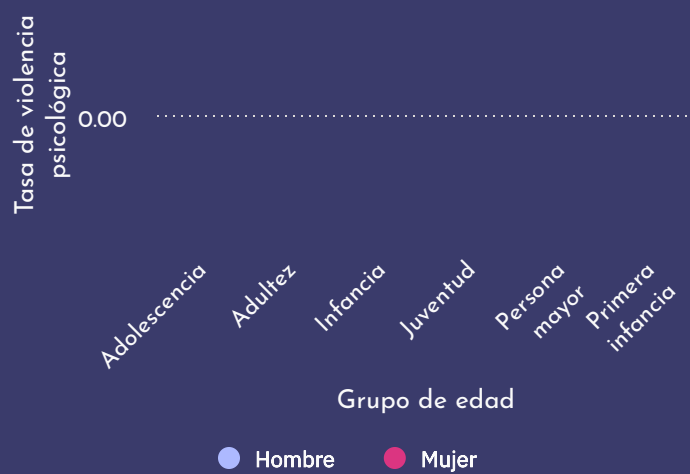 Tasa de violencia
psicológica
0.00
Adolescencia
Adultez
Infancia
Juventud
Persona
mayor
Primera
infancia
Grupo de edad
Hombre
Mujer